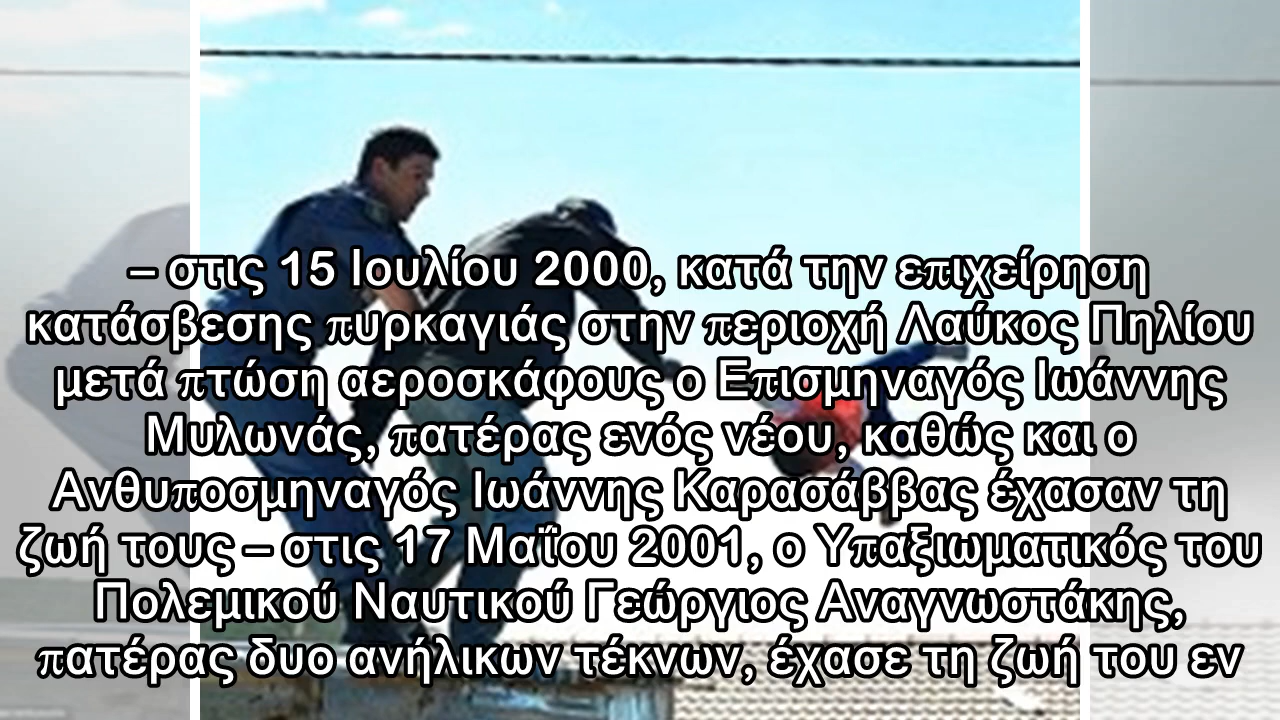 – στις 15 Ιουλίου 2000, κατά την επιχείρηση
κατάσβεσης πυρκαγιάς στην περιοχή Λαύκος Πηλίου
μετά πτώση αεροσκάφους ο Επισμηναγός Ιωάννης
Μυλωνάς, πατέρας ενός νέου, καθώς και ο
Ανθυποσμηναγός Ιωάννης Καρασάββας έχασαν τη
ζωή τους – στις 17 Μαΐου 2001, ο Υπαξιωματικός του
Πολεμικού Ναυτικού Γεώργιος Αναγνωστάκης,
πατέρας δυο ανήλικων τέκνων, έχασε τη ζωή του εν